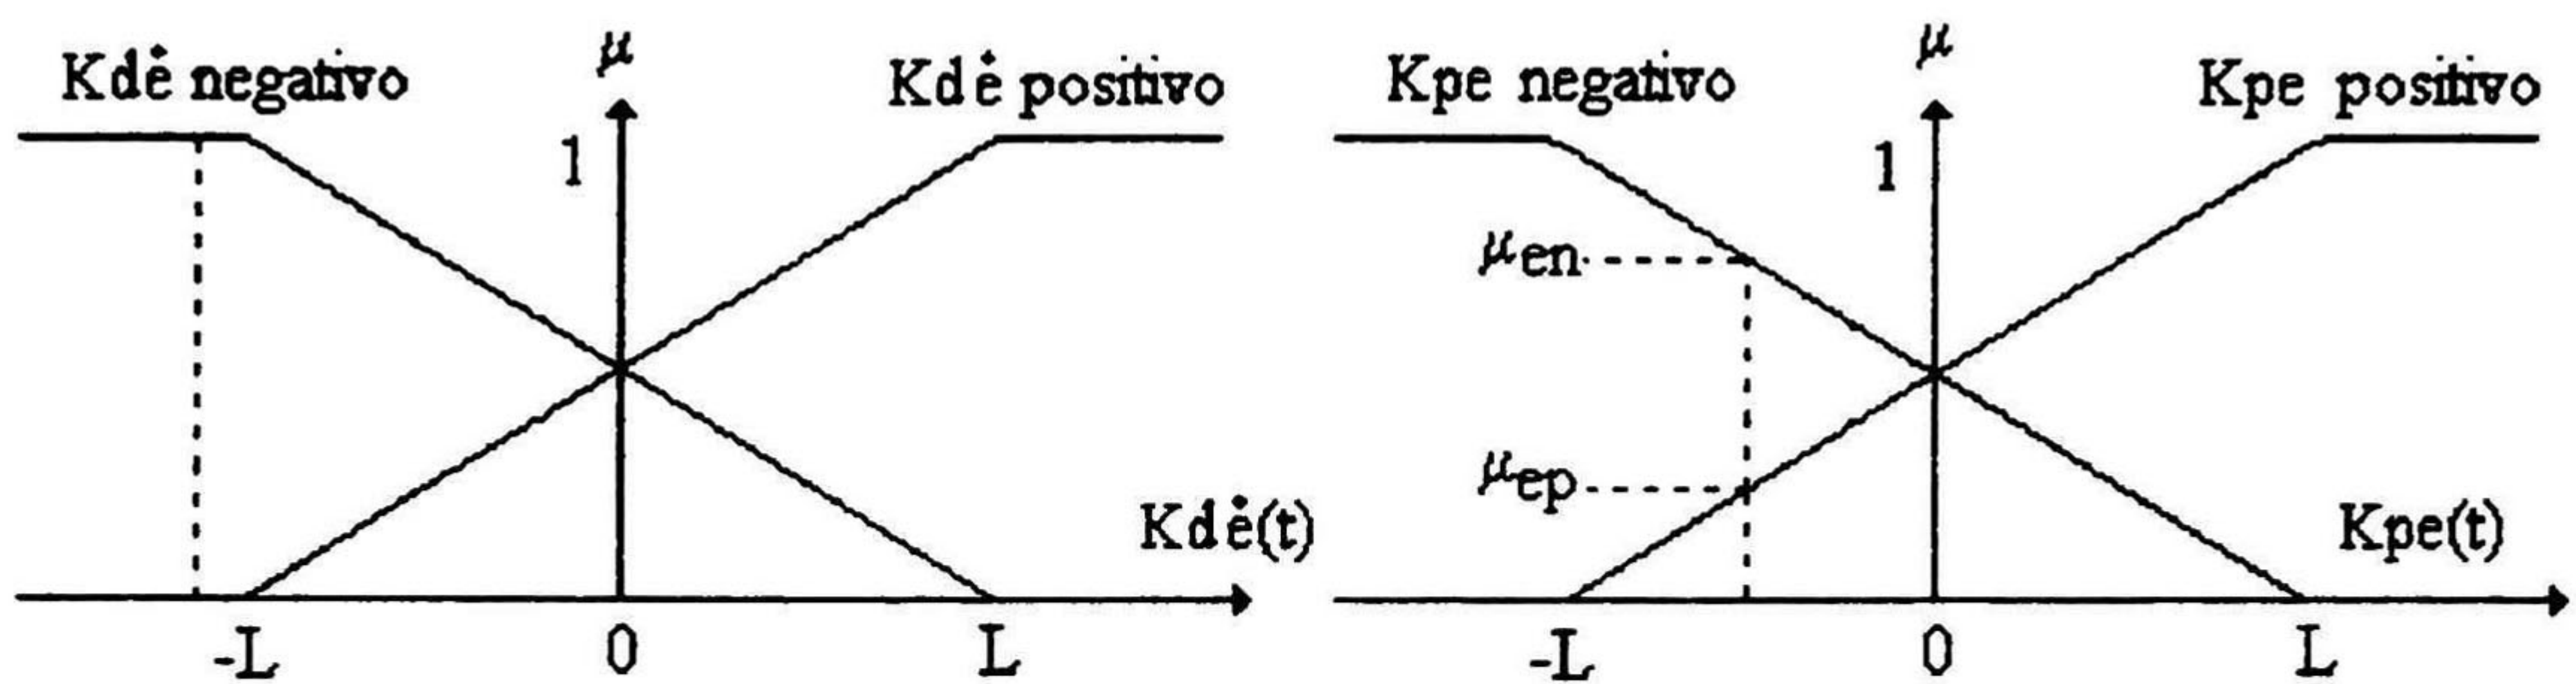 Kdė negativo
μ
Kdė positivo
1
Kdė(t)
-L
0
L
Kpe negativo
μ
Kpe positivo
1
μen
μep
Kpe(t)
-L
0
L